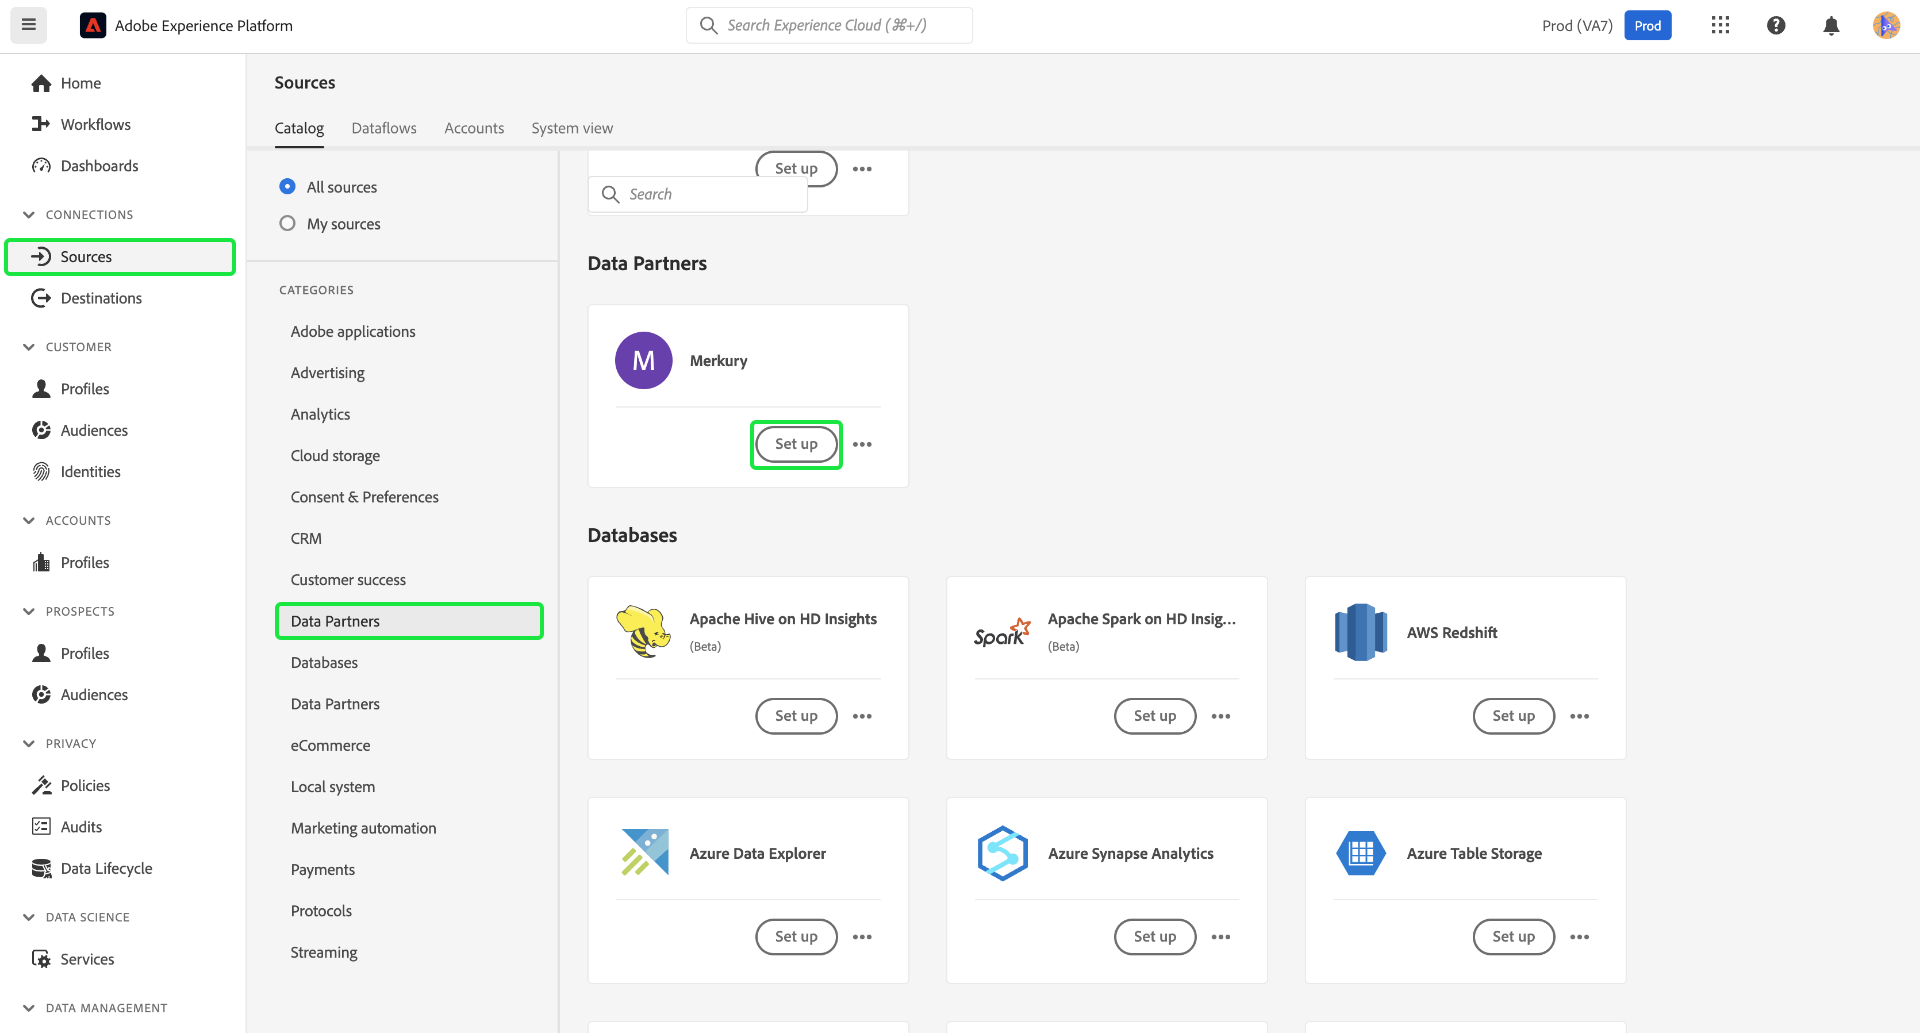 Adobe Experience Platform
Search Experience Cloud (⌘+/)
Prod (VA7)
Prod
Home
Workflows
Dashboards
CONNECTIONS
Sources
Destinations
CUSTOMER
Profiles
Audiences
Identities
ACCOUNTS
Profiles
PROSPECTS
Profiles
Audiences
PRIVACY
Policies
Audits
Data Lifecycle
DATA SCIENCE
Services
DATA MANAGEMENT
Sources
Catalog
Dataflows
Accounts
System view
All sources
My sources
CATEGORIES
Adobe applications
Advertising
Analytics
Cloud storage
Consent & Preferences
CRM
Customer success
Data Partners
Databases
Data Partners
eCommerce
Local system
Marketing automation
Payments
Protocols
Streaming
Set up
Search
Data Partners
M
Merkury
Set up
Databases
Apache Hive on HD Insights
(Beta)
Set up
Spark
Apache Spark on HD Insig...
(Beta)
Set up
AWS Redshift
Set up
Azure Data Explorer
Set up
Azure Synapse Analytics
Set up
Azure Table Storage
Set up